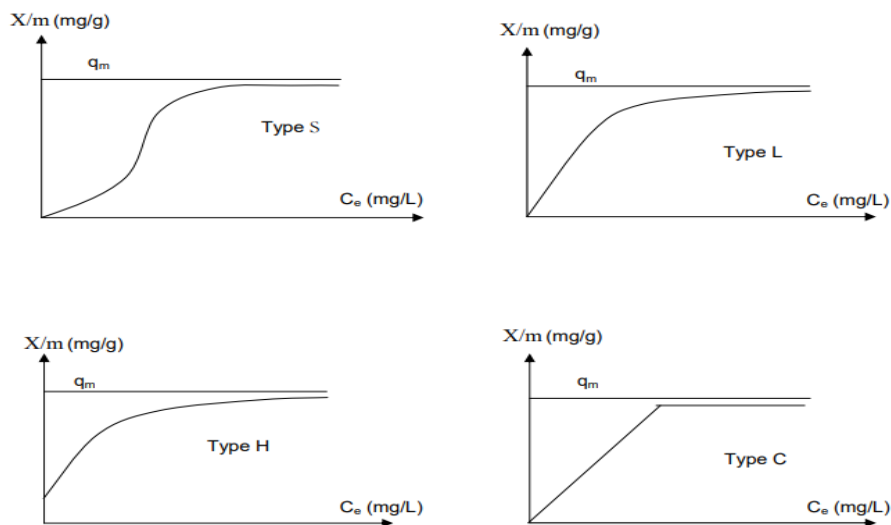 X/m (mg/g)
qm
Type S
Ce (mg/L)
X/m (mg/g)
qm
Type L
Ce (mg/L)
X/m (mg/g)
qm
Type H
Ce (mg/L)
X/m (mg/g)
qm
Type C
Ce (mg/L)